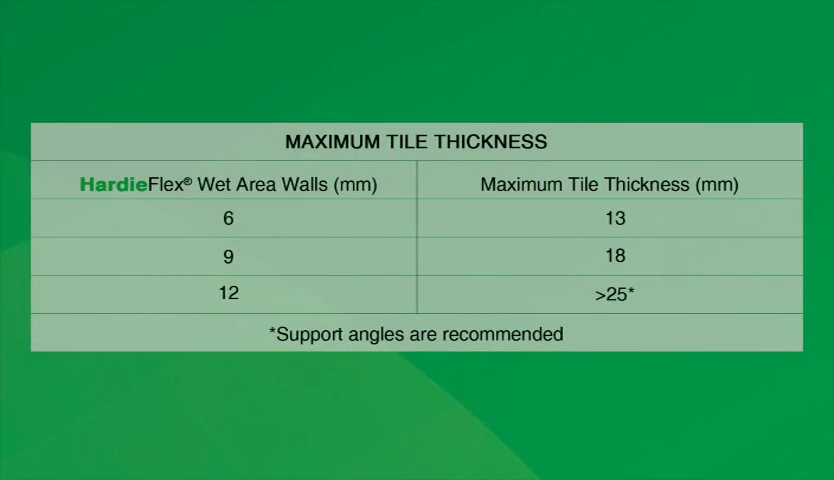 MAXIMUM TILE THICKNESS
HardieFlex® Wet Area Walls (mm) Maximum Tile Thickness (mm)
6 13
9 18
12 >25*
*Support angles are recommended